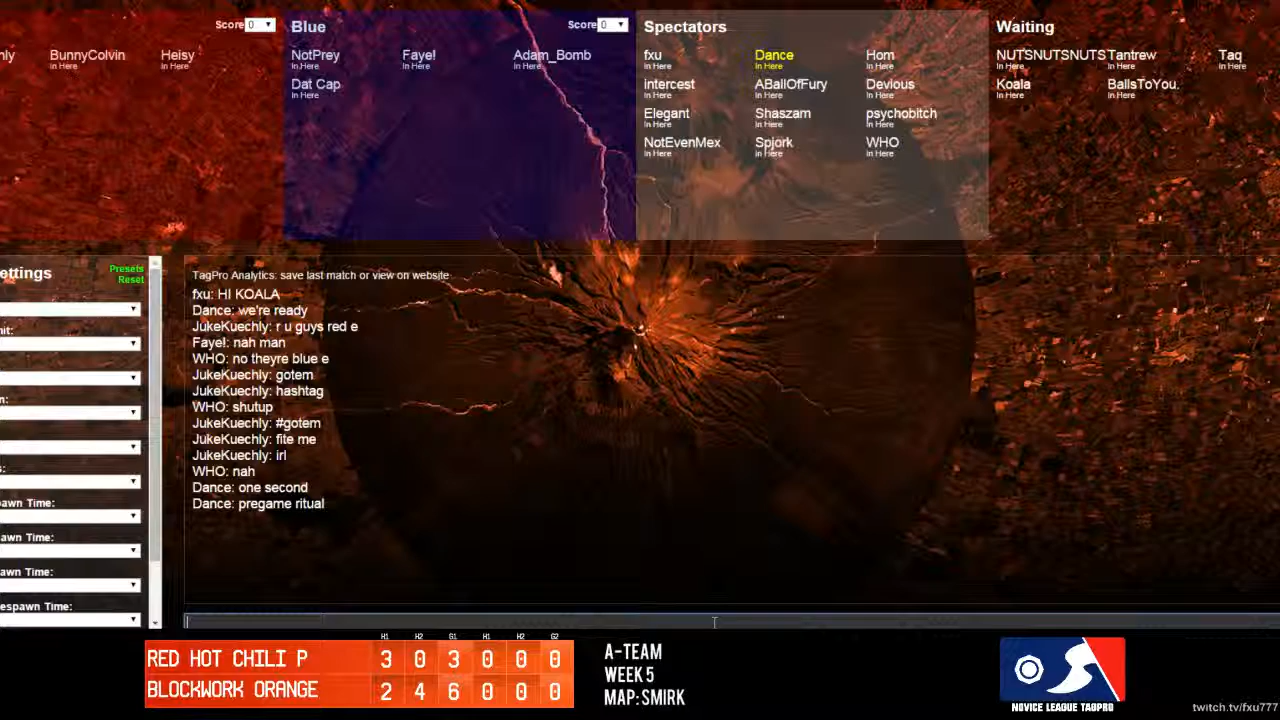 Score 0
Blue
Score 0
Spectators
Waiting
nly
BunnyColvin
In Here
Heisy
In Here
NotPrey
In Here
Faye!
In Here
Adam_Bomb
In Here
Dat Cap
In Here
fxu
In Here
Dance
In Here
Hom
In Here
intercest
In Here
ABallOfFury
In Here
Devious
In Here
Elegant
In Here
Shaszam
In Here
psychobitch
In Here
NotEvenMex
In Here
Spjork
In Here
WHO
In Here
NUTSNUTSNUTS
In Here
Tantrew
In Here
Taq
In Here
Koala
In Here
BallsToYou.
In Here
ettings
Presets
Reset
nit:
n:
s:
pawn Time:
awn Time:
awn Time:
espawn Time:
TagPro Analytics: save last match or view on website
fxu: HI KOALA
Dance: we're ready
JukeKuechly: r u guys red e
Faye!: nah man
WHO: no theyre blue e
JukeKuechly: gotem
JukeKuechly: hashtag
WHO: shutup
JukeKuechly: #gotem
JukeKuechly: fite me
JukeKuechly: irl
WHO: nah
Dance: one second
Dance: pregame ritual
H1 H2 G1 H1 H2 G2
RED HOT CHILI P 3 0 3 0 0 0
BLOCKWORK ORANGE 2 4 6 0 0 0
A-TEAM
WEEK 5
MAP: SMIRK
NOVICE LEAGUE TAGPRO
twitch.tv/fxu777